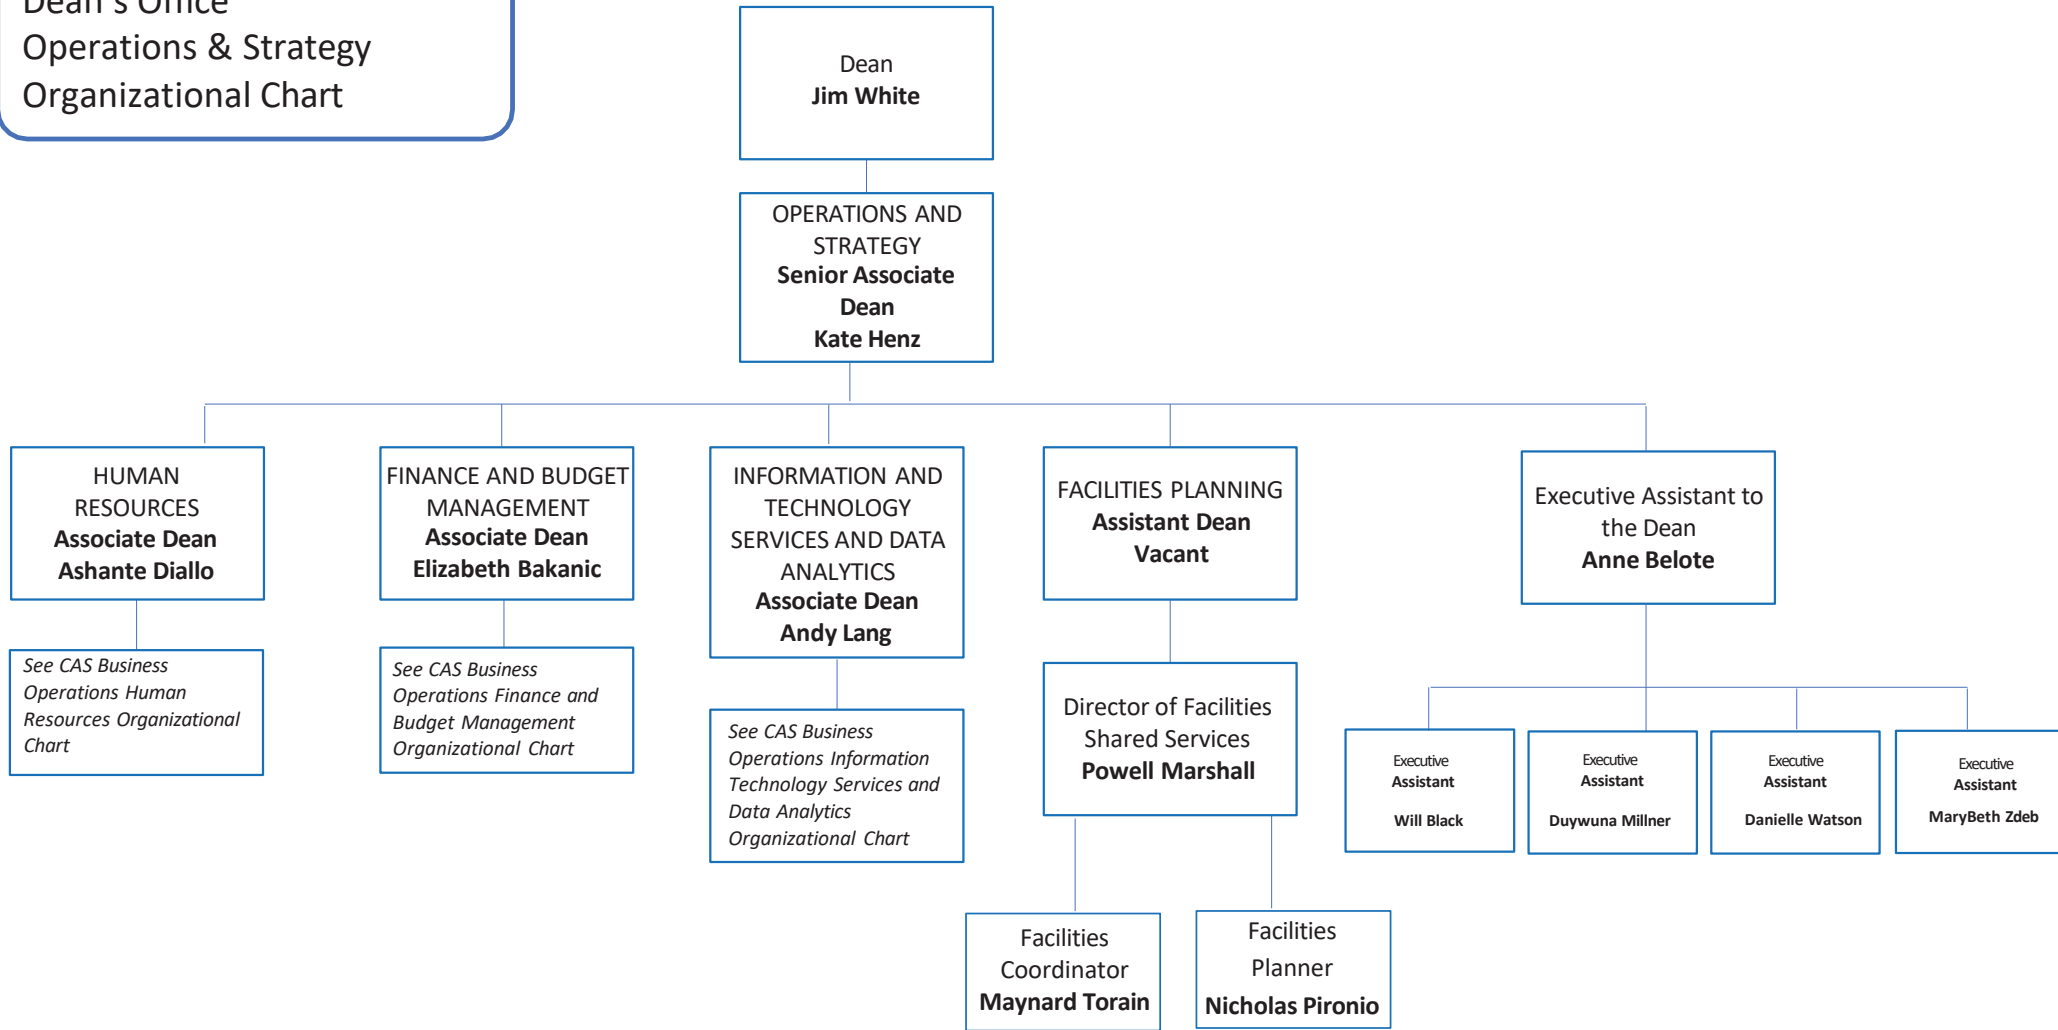 Dean's Office
Operations & Strategy
Organizational Chart
Dean
Jim White
OPERATIONS AND
STRATEGY
Senior Associate
Dean
Kate Henz
HUMAN
RESOURCES
Associate Dean
Ashante Diallo
FINANCE AND BUDGET
MANAGEMENT
Associate Dean
Elizabeth Bakanic
INFORMATION AND
TECHNOLOGY
SERVICES AND DATA
ANALYTICS
Associate Dean
Andy Lang
FACILITIES PLANNING
Assistant Dean
Vacant
Executive Assistant to
the Dean
Anne Belote
See CAS Business
Operations Human
Resources Organizational
Chart
See CAS Business
Operations Finance and
Budget Management
Organizational Chart
See CAS Business
Operations Information
Technology Services and
Data Analytics
Organizational Chart
Director of Facilities
Shared Services
Powell Marshall
Executive
Assistant
Will Black
Executive
Assistant
Duywuna Millner
Executive
Assistant
Danielle Watson
Executive
Assistant
MaryBeth Zdeb
Facilities
Coordinator
Maynard Torain
Facilities
Planner
Nicholas Pironio